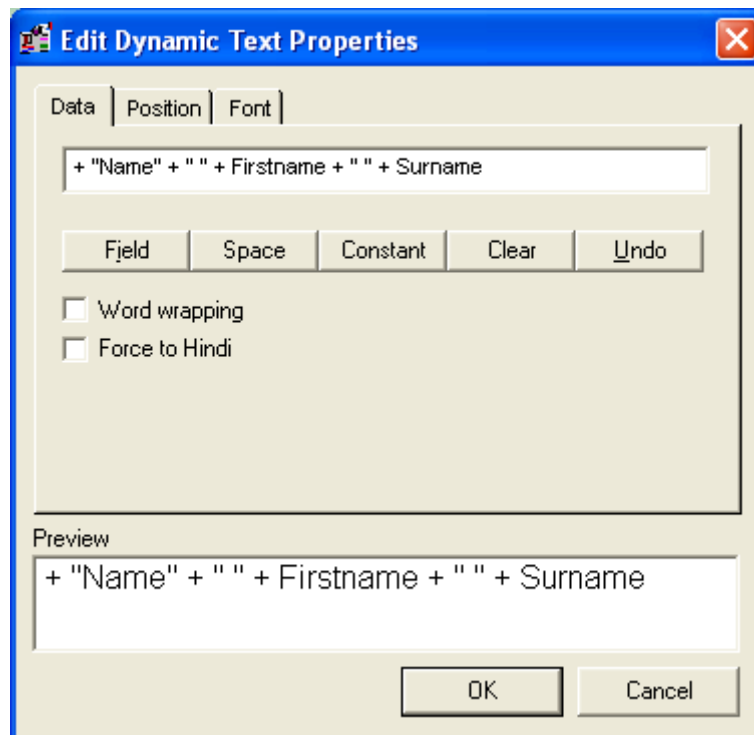 Edit Dynamic Text Properties
Data Position Font
+ "Name" + " " + Firstname + " " + Surname
Field Space Constant Clear Undo
Word wrapping
Force to Hindi
Preview
+ "Name" + " " + Firstname + " " + Surname
OK Cancel